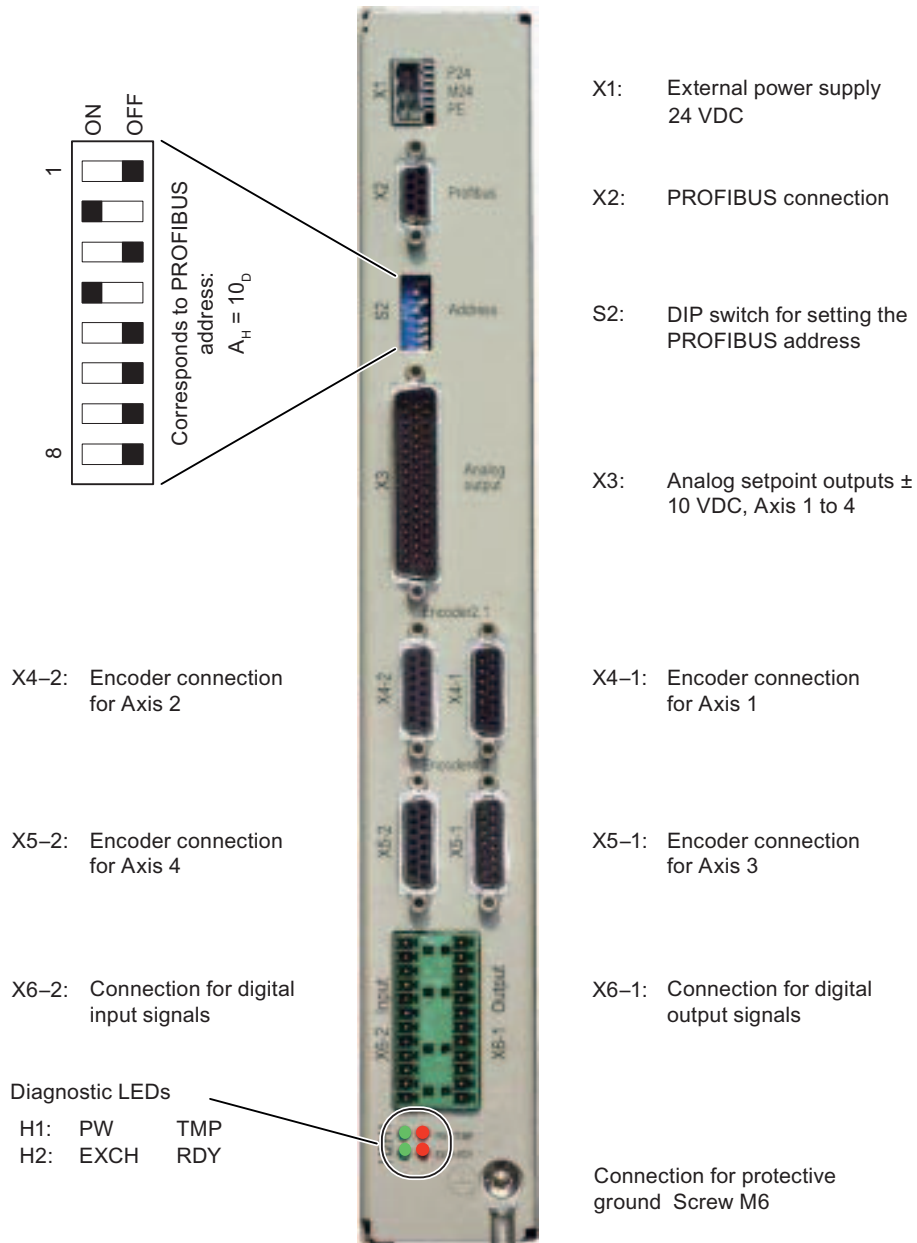 ON
OFF
1
8
Corresponds to PROFIBUS
address:
A_H = 10_D
X1
P24
M24
PE
X2
Profibus
S2
Address
X3
Analog
output
Encoder2.1
X4-2
X4-1
X5-2
X5-1
Input
Output
X6-2
X6-1
X1: External power supply
24 VDC
X2: PROFIBUS connection
S2: DIP switch for setting the
PROFIBUS address
X3: Analog setpoint outputs ±
10 VDC, Axis 1 to 4
X4–2: Encoder connection
for Axis 2
X4–1: Encoder connection
for Axis 1
X5–2: Encoder connection
for Axis 4
X5–1: Encoder connection
for Axis 3
X6–2: Connection for digital
input signals
X6–1: Connection for digital
output signals
Diagnostic LEDs
H1: PW TMP
H2: EXCH RDY
Connection for protective
ground Screw M6